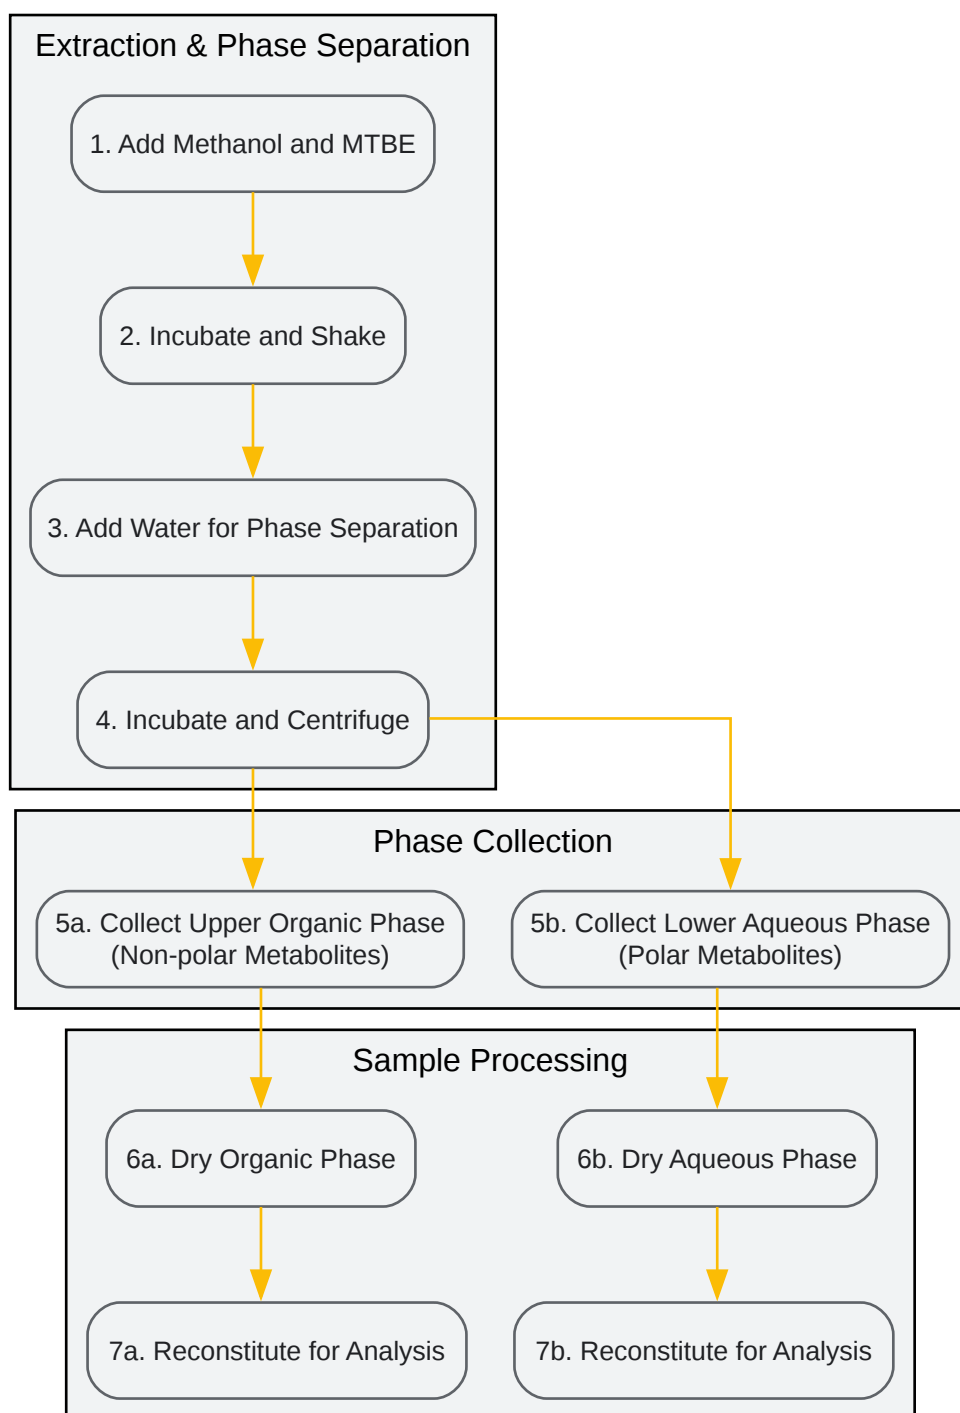 Extraction & Phase Separation
1. Add Methanol and MTBE
2. Incubate and Shake
3. Add Water for Phase Separation
4. Incubate and Centrifuge
Phase Collection
5a. Collect Upper Organic Phase
(Non-polar Metabolites)
5b. Collect Lower Aqueous Phase
(Polar Metabolites)
Sample Processing
6a. Dry Organic Phase
6b. Dry Aqueous Phase
7a. Reconstitute for Analysis
7b. Reconstitute for Analysis